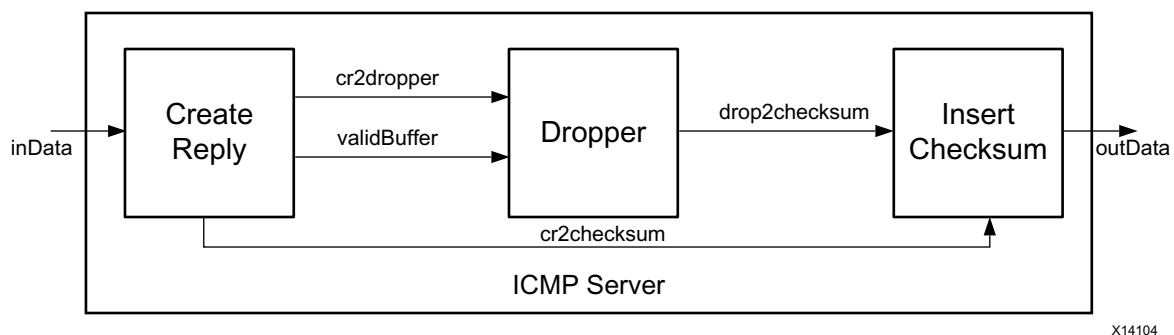 cr2dropper
Create
Reply
validBuffer
inData
Dropper
drop2checksum
Insert
Checksum
outData
cr2checksum
ICMP Server
X14104